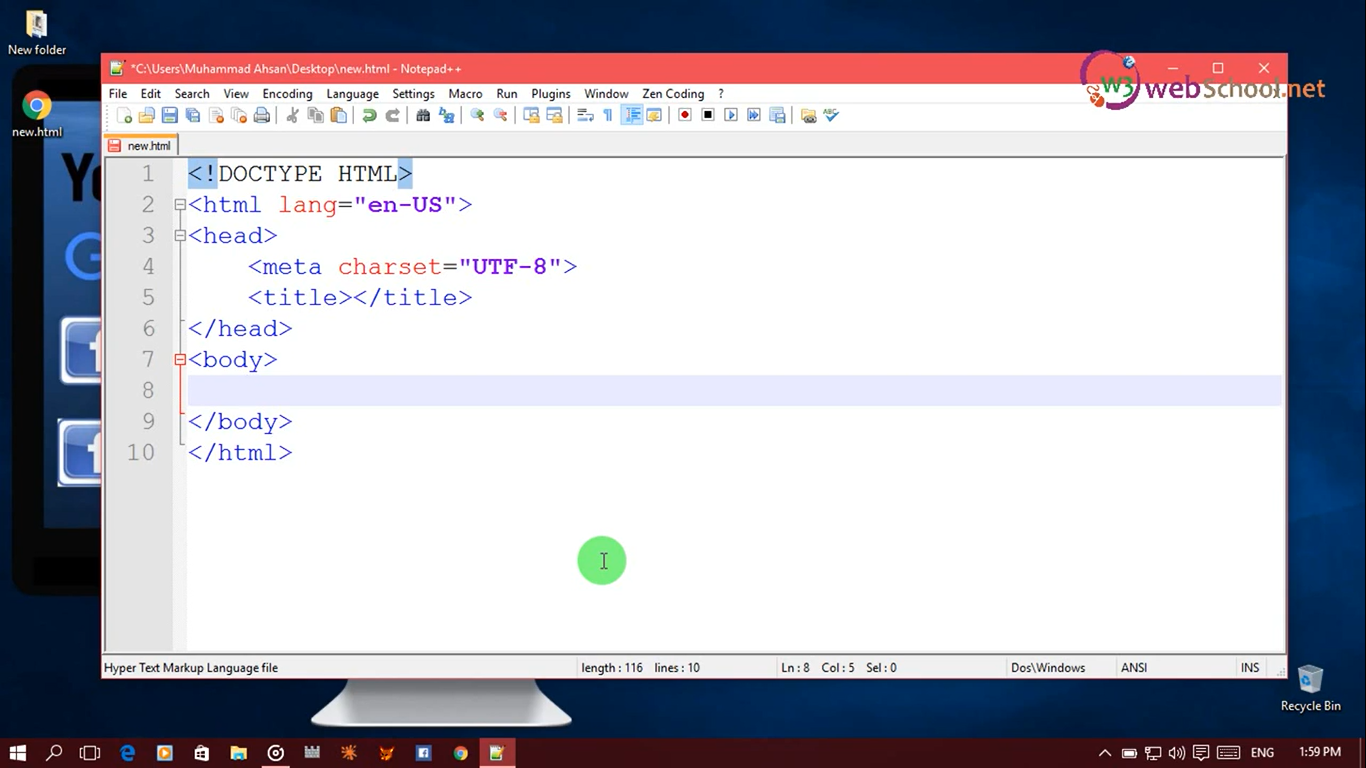 New folder
new.html
*C:\Users\Muhammad Ahsan\Desktop\new.html - Notepad++
W3 webSchool.net
File Edit Search View Encoding Language Settings Macro Run Plugins Window Zen Coding ?
new.html
1 <!DOCTYPE HTML>
2 <html lang="en-US">
3 <head>
4 <meta charset="UTF-8">
5 <title></title>
6 </head>
7 <body>
8
9 </body>
10 </html>
Hyper Text Markup Language file length : 116 lines : 10 Ln : 8 Col : 5 Sel : 0 Dos\Windows ANSI INS
Recycle Bin
ENG 1:59 PM